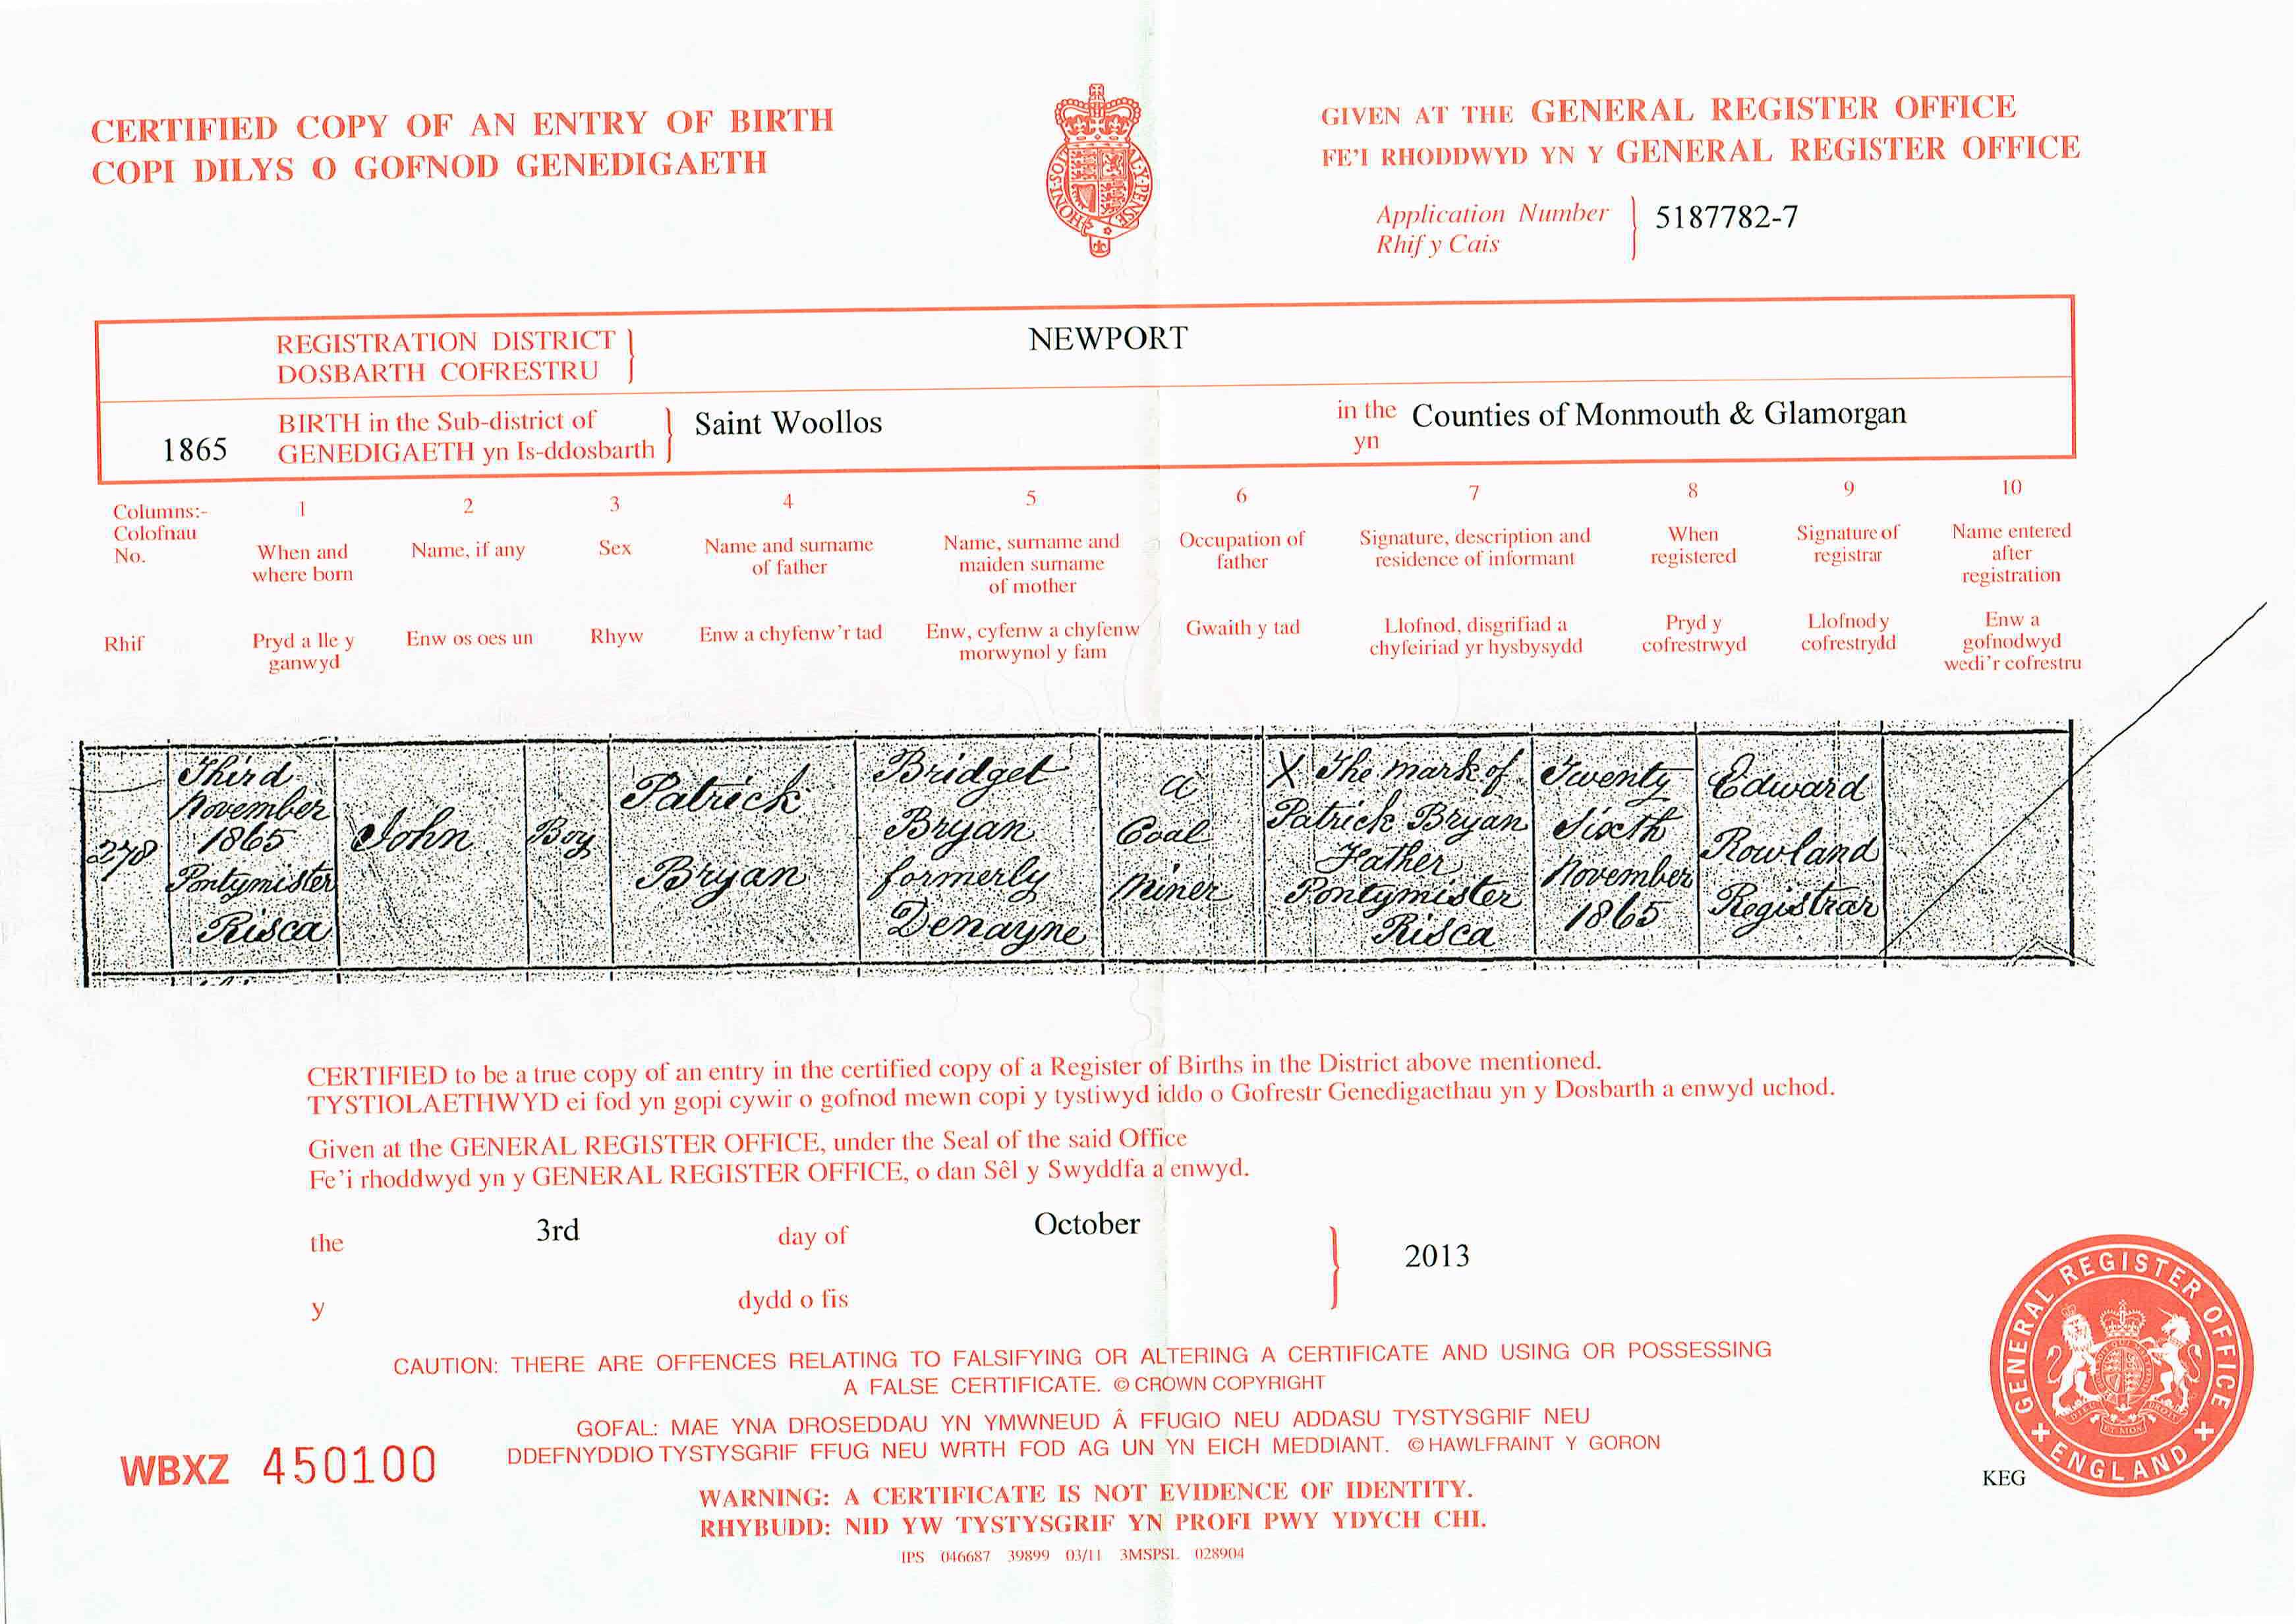 CERTIFIED COPY OF AN ENTRY OF BIRTH
COPI DILYS O GOFNOD GENEDIGAETH
HONI·SOI
AL·Y·PENSE
GIVEN AT THE GENERAL REGISTER OFFICE
FE'I RHODDWYD YN Y GENERAL REGISTER OFFICE
Application Number
Rhif y Cais
5187782-7
REGISTRATION DISTRICT
DOSBARTH COFRESTRU
NEWPORT
1865
BIRTH in the Sub-district of
GENEDIGAETH yn Is-ddosbarth
Saint Woollos
in the
yn
Counties of Monmouth & Glamorgan
Columns:-
Colofnau
No.
Rhif
1
When and
where born
Pryd a lle y
ganwyd
2
Name, if any
Enw os oes un
3
Sex
Rhyw
4
Name and surname
of father
Enw a chyfenw'r tad
5
Name, surname and
maiden surname
of mother
Enw, cyfenw a chyfenw
morwynol y fam
6
Occupation of
father
Gwaith y tad
7
Signature, description and
residence of informant
Llofnod, disgrifiad a
chyfeiriad yr hysbysydd
8
When
registered
Pryd y
cofrestrwyd
9
Signature of
registrar
Llofnod y
cofrestrydd
10
Name entered
after
registration
Enw a
gofnodwyd
wedi'r cofrestru
278
Third
November
1865
Pontymister
Risca
John
Boy
Patrick
Bryan
Bridget
Bryan
formerly
Denayne
a
Coal
Miner
X The mark of
Patrick Bryan
Father
Pontymister
Risca
Twenty
Sixth
November
1865
Edward
Rowland
Registrar
CERTIFIED to be a true copy of an entry in the certified copy of a Register of Births in the District above mentioned.
TYSTIOLAETHWYD ei fod yn gopi cywir o gofnod mewn copi y tystiwyd iddo o Gofrestr Genedigaethau yn y Dosbarth a enwyd uchod.
Given at the GENERAL REGISTER OFFICE, under the Seal of the said Office
Fe'i rhoddwyd yn y GENERAL REGISTER OFFICE, o dan Sêl y Swyddfa a enwyd.
the 3rd day of October 2013
y dydd o fis
CAUTION: THERE ARE OFFENCES RELATING TO FALSIFYING OR ALTERING A CERTIFICATE AND USING OR POSSESSING
A FALSE CERTIFICATE. © CROWN COPYRIGHT
GOFAL: MAE YNA DROSEDDAU YN YMWNEUD Â FFUGIO NEU ADDASU TYSTYSGRIF NEU
DDEFNYDDIO TYSTYSGRIF FFUG NEU WRTH FOD AG UN YN EICH MEDDIANT. © HAWLFRAINT Y GORON
WBXZ 450100
WARNING: A CERTIFICATE IS NOT EVIDENCE OF IDENTITY.
RHYBUDD: NID YW TYSTYSGRIF YN PROFI PWY YDYCH CHI.
IPS 046687 39899 03/11 3MSPSL 028904
KEG
GENERAL REGISTER OFFICE
+ ENGLAND +